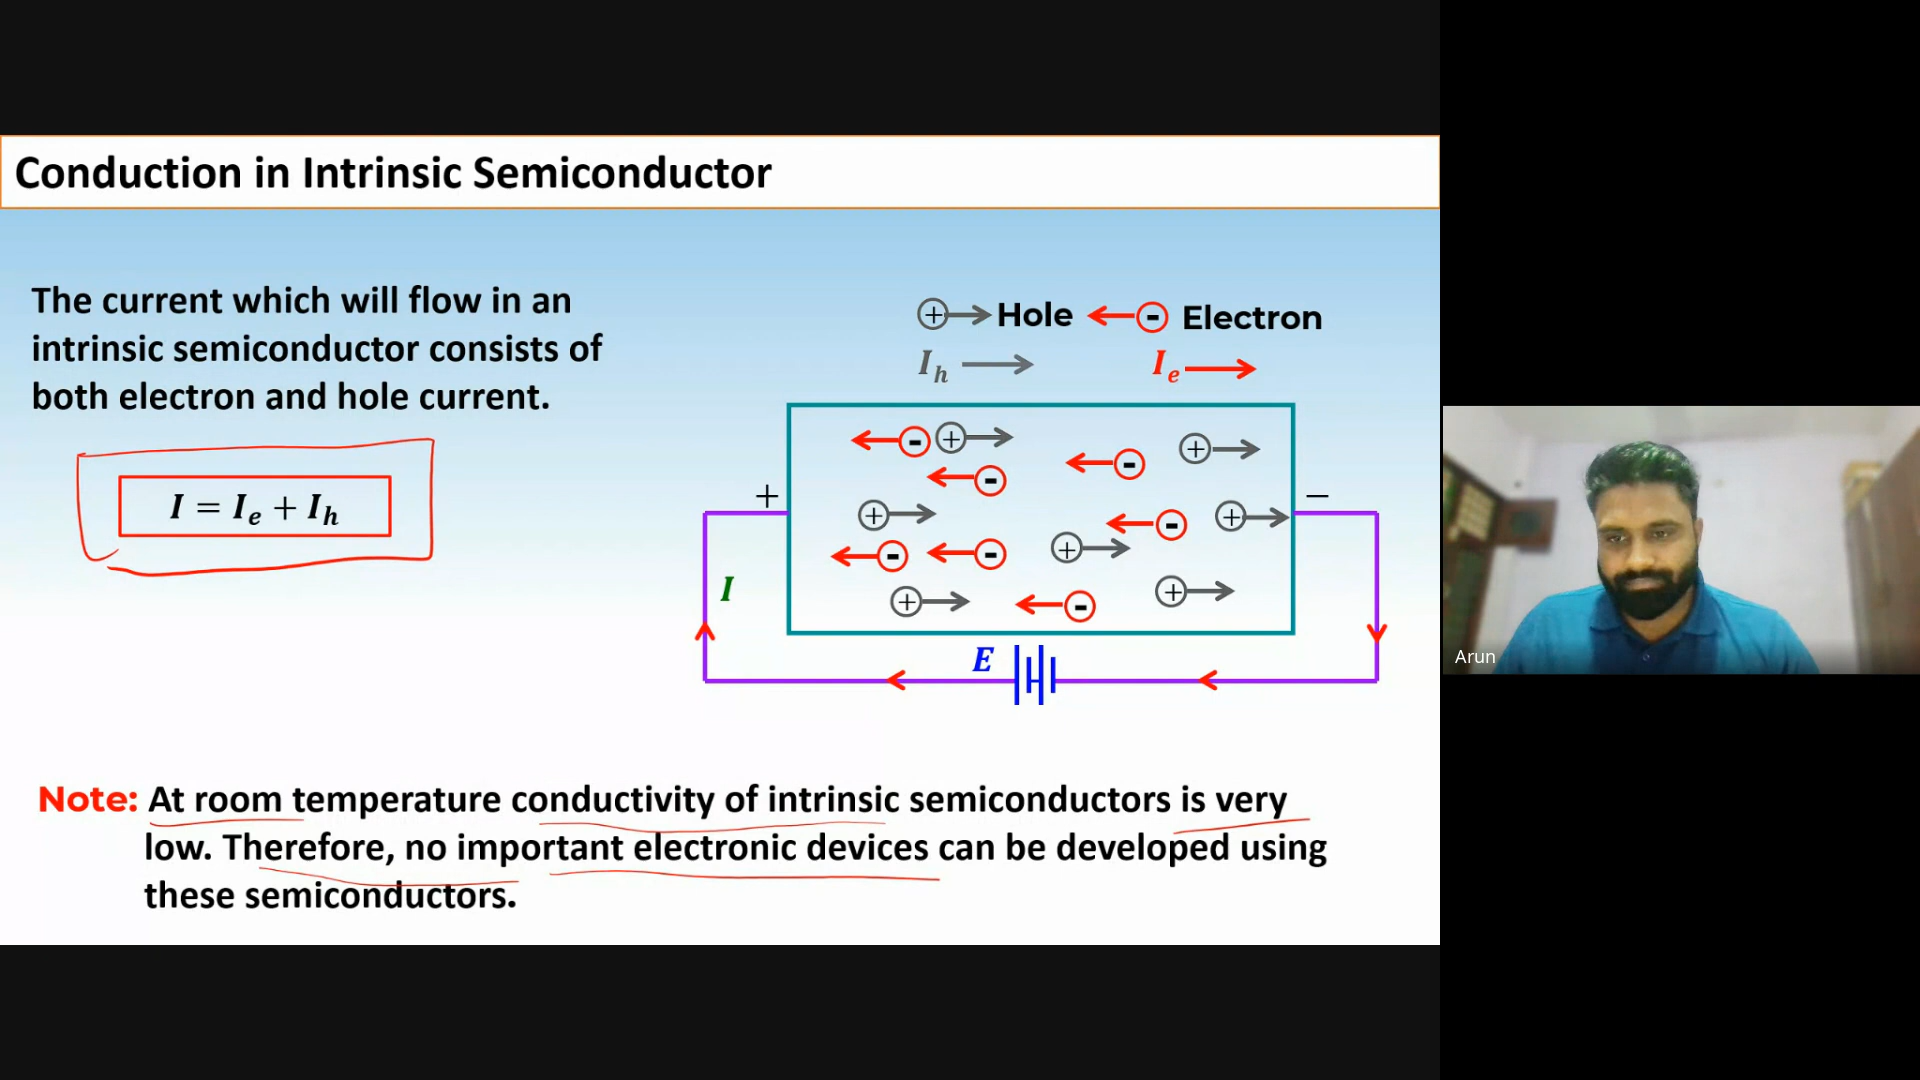 Conduction in Intrinsic Semiconductor
The current which will flow in an
intrinsic semiconductor consists of
both electron and hole current.
I = Ie + Ih
+ Hole - Electron
Ih Ie
+ −
I
E
Note: At room temperature conductivity of intrinsic semiconductors is very
low. Therefore, no important electronic devices can be developed using
these semiconductors.
Arun